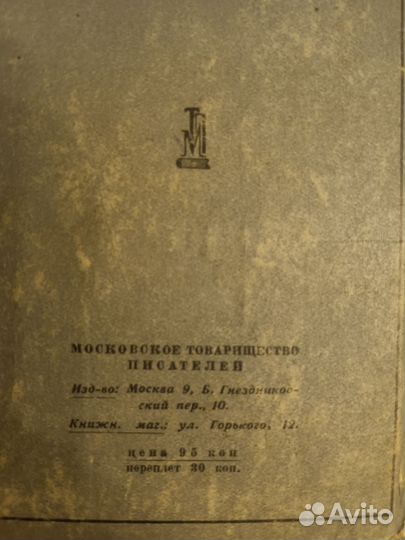 МОСКОВСКОЕ ТОВАРИЩЕСТВО
ПИСАТЕЛЕЙ
Изд-во: Москва 9, Б. Гнездников-
ский пер., 10.
Книжн. маг.: ул. Горького, 12.
цена 95 коп
переплет 30 коп.
Avito